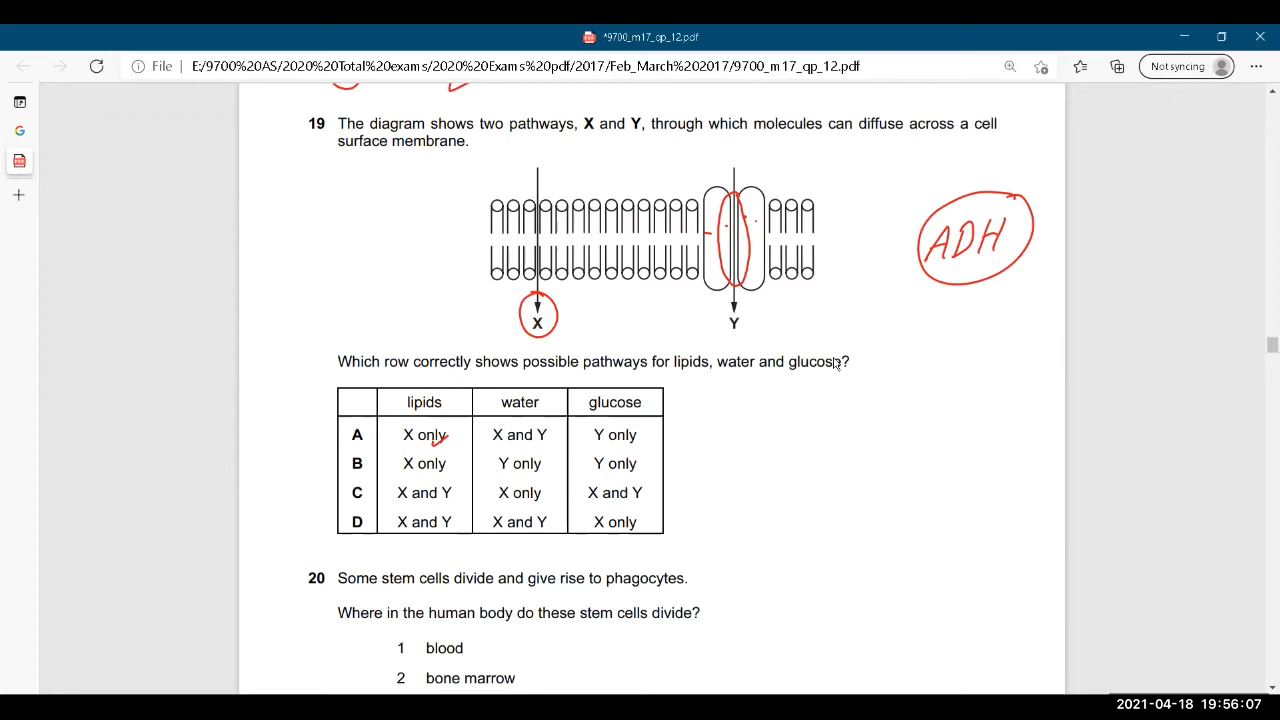 *9700_m17_qp_12.pdf
File E:/9700%20AS/2020%20Total%20exams/2020%20Exams%20pdf/2017/Feb_March%202017/9700_m17_qp_12.pdf Not syncing
19 The diagram shows two pathways, X and Y, through which molecules can diffuse across a cell
surface membrane.
ADH
X Y
Which row correctly shows possible pathways for lipids, water and glucose?
lipids water glucose
A X only X and Y Y only
B X only Y only Y only
C X and Y X only X and Y
D X and Y X and Y X only
20 Some stem cells divide and give rise to phagocytes.
Where in the human body do these stem cells divide?
1 blood
2 bone marrow
2021-04-18 19:56:07